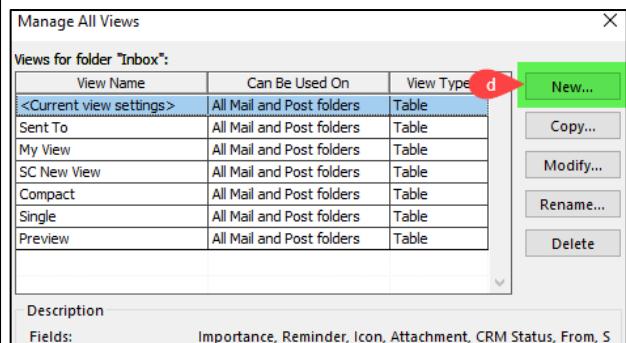 Manage All Views
Views for folder "Inbox":
View Name Can Be Used On View Type d New...
<Current view settings> All Mail and Post folders Table
Sent To All Mail and Post folders Table Copy...
My View All Mail and Post folders Table
SC New View All Mail and Post folders Table Modify...
Compact All Mail and Post folders Table
Single All Mail and Post folders Table Rename...
Preview All Mail and Post folders Table Delete
Description
Fields: Importance, Reminder, Icon, Attachment, CRM Status, From, S